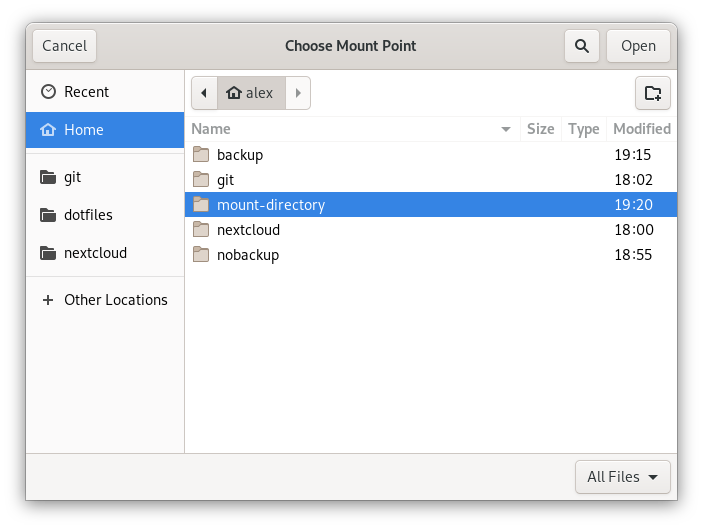 Cancel Choose Mount Point Open
Recent
Home
git
dotfiles
nextcloud
Other Locations
alex
Name Size Type Modified
backup 19:15
git 18:02
mount-directory 19:20
nextcloud 18:00
nobackup 18:55
All Files